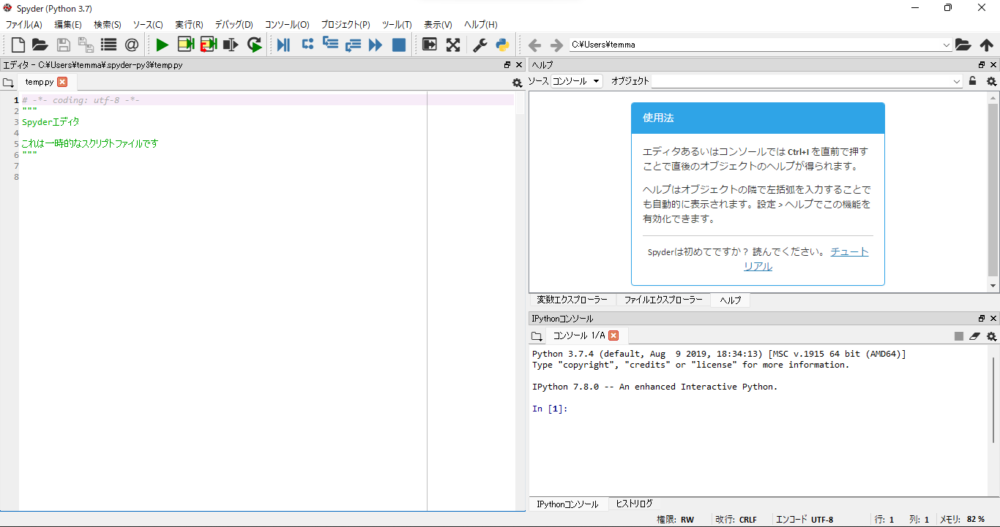 Spyder (Python 3.7)
ファイル(A) 編集(E) 検索(S) ソース(C) 実行(R) デバッグ(D) コンソール(O) プロジェクト(P) ツール(T) 表示(V) ヘルプ(H)
C:¥Users¥temma
エディタ - C:¥Users¥temma¥.spyder-py3¥temp.py
temp.py
1 # -*- coding: utf-8 -*-
2 """
3 Spyderエディタ
4
5 これは一時的なスクリプトファイルです
6 """
7
8
ヘルプ
ソース コンソール オブジェクト
使用法
エディタあるいはコンソールでは Ctrl+I を直前で押す
ことで直後のオブジェクトのヘルプが得られます。
ヘルプはオブジェクトの隣で左括弧を入力することで
も自動的に表示されます。設定 > ヘルプでこの機能を
有効化できます。
Spyderは初めてですか？ 読んでください。 チュート
リアル
変数エクスプローラー ファイルエクスプローラー ヘルプ
IPythonコンソール
コンソール 1/A
Python 3.7.4 (default, Aug  9 2019, 18:34:13) [MSC v.1915 64 bit (AMD64)]
Type "copyright", "credits" or "license" for more information.
IPython 7.8.0 -- An enhanced Interactive Python.
In [1]:
IPythonコンソール ヒストリログ
権限: RW 改行: CRLF エンコード UTF-8 行: 1 列: 1 メモリ: 82 %